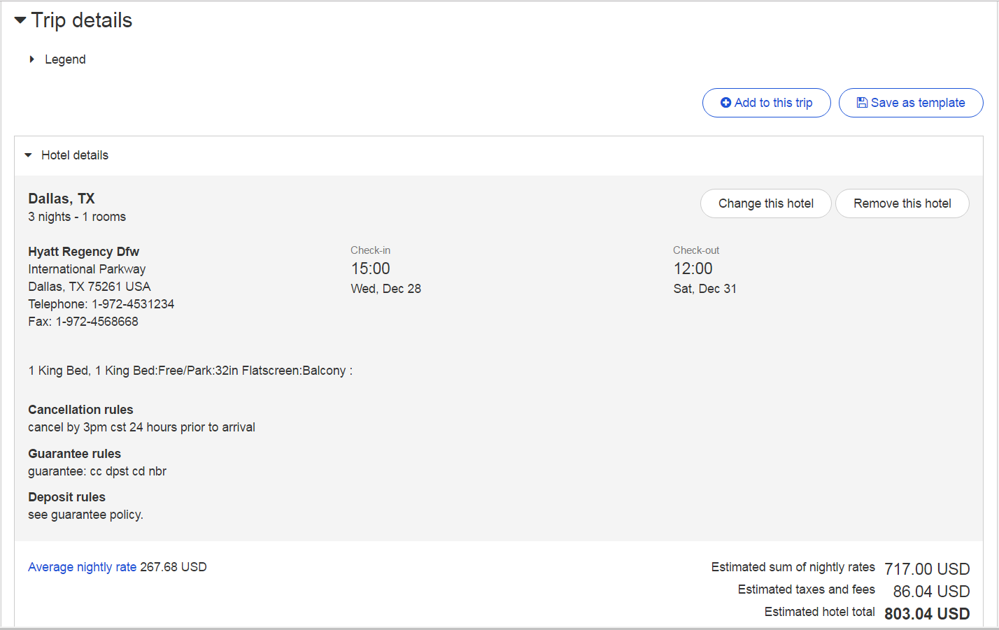 Trip details
Legend
Add to this trip
Save as template
Hotel details
Dallas, TX
3 nights - 1 rooms
Change this hotel
Remove this hotel
Hyatt Regency Dfw
International Parkway
Dallas, TX 75261 USA
Telephone: 1-972-4531234
Fax: 1-972-4568668
Check-in
15:00
Wed, Dec 28
Check-out
12:00
Sat, Dec 31
1 King Bed, 1 King Bed:Free/Park:32in Flatscreen:Balcony :
Cancellation rules
cancel by 3pm cst 24 hours prior to arrival
Guarantee rules
guarantee: cc dpst cd nbr
Deposit rules
see guarantee policy.
Average nightly rate 267.68 USD
Estimated sum of nightly rates 717.00 USD
Estimated taxes and fees 86.04 USD
Estimated hotel total 803.04 USD